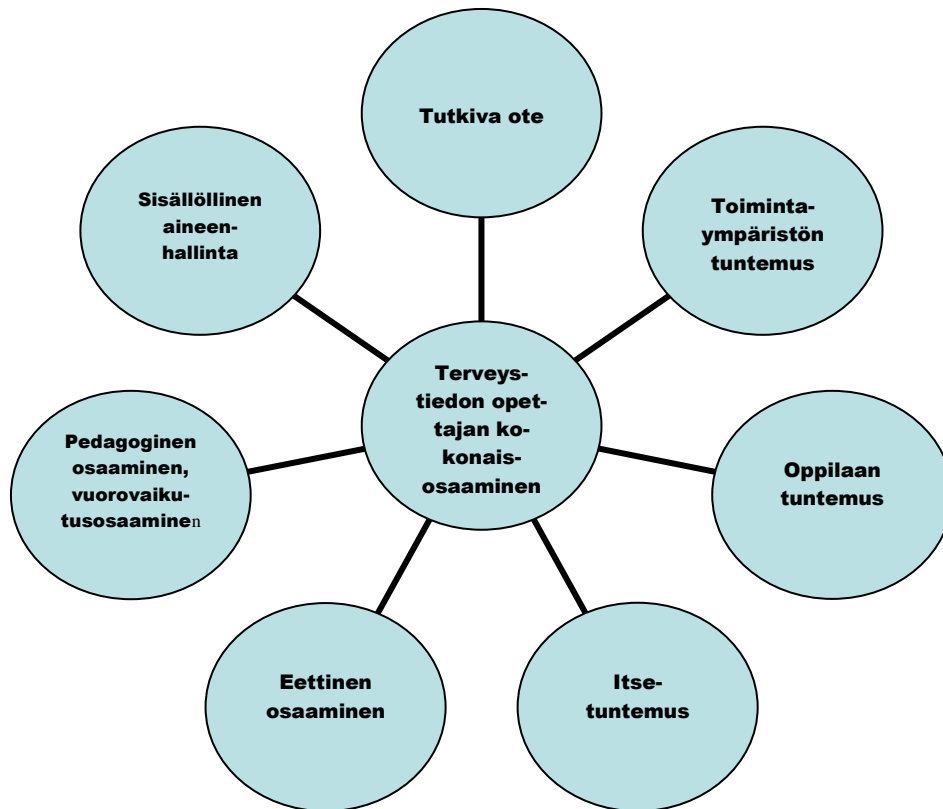 Tutkiva ote
Sisällöllinen
aineen-
hallinta
Toiminta-
ympäristön
tuntemus
Terveys-
tiedon opet-
tajan ko-
konais-
osaaminen
Pedagoginen
osaaminen,
vuorovaiku-
tusosaaminen
Oppilaan
tuntemus
Eettinen
osaaminen
Itse-
tuntemus